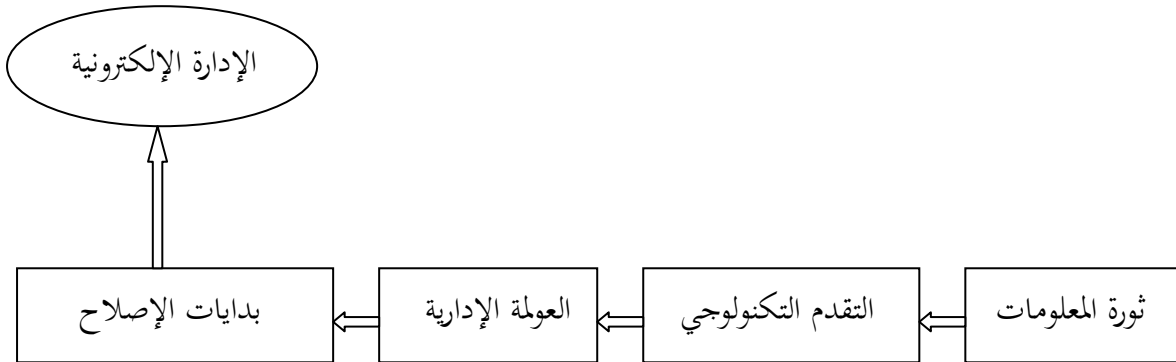 الإدارة الإلكترونية
ثورة المعلومات
التقدم التكنولوجي
العولمة الإدارية
بدايات الإصلاح